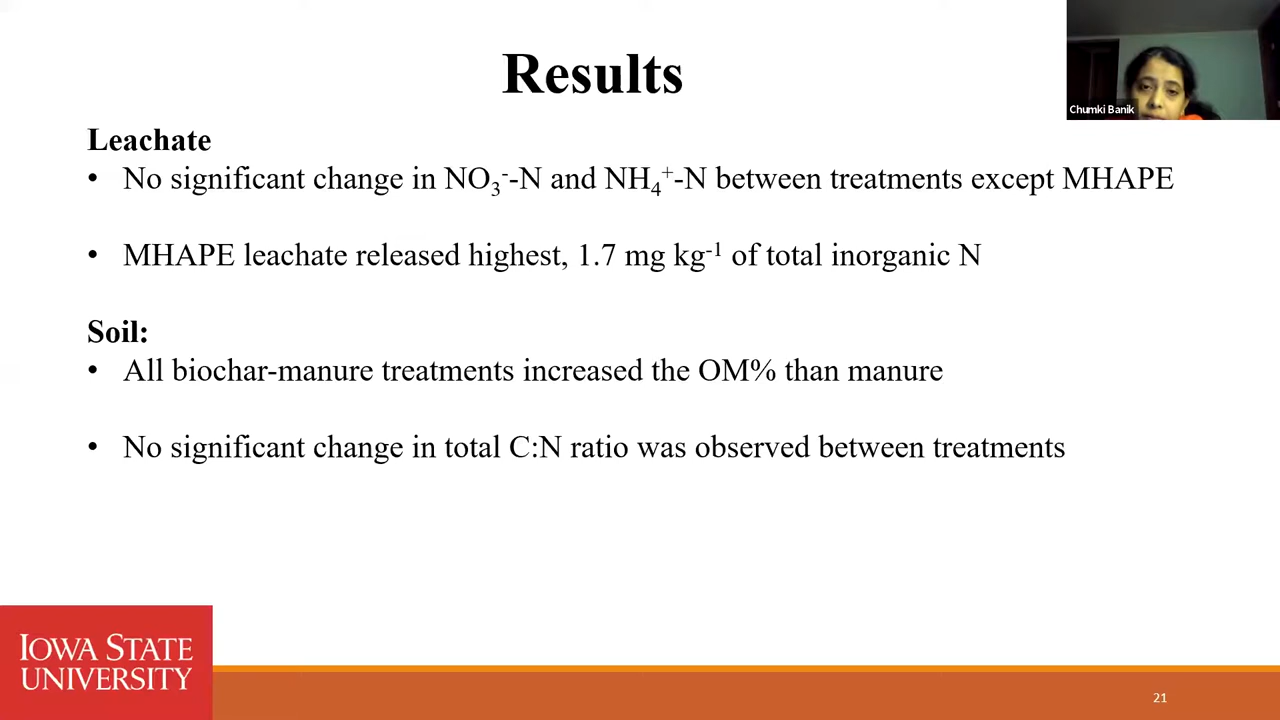 Results
Chumki Banik
Leachate
• No significant change in NO₃⁻-N and NH₄⁺-N between treatments except MHAPE
• MHAPE leachate released highest, 1.7 mg kg⁻¹ of total inorganic N
Soil:
• All biochar-manure treatments increased the OM% than manure
• No significant change in total C:N ratio was observed between treatments
IOWA STATE
UNIVERSITY
21